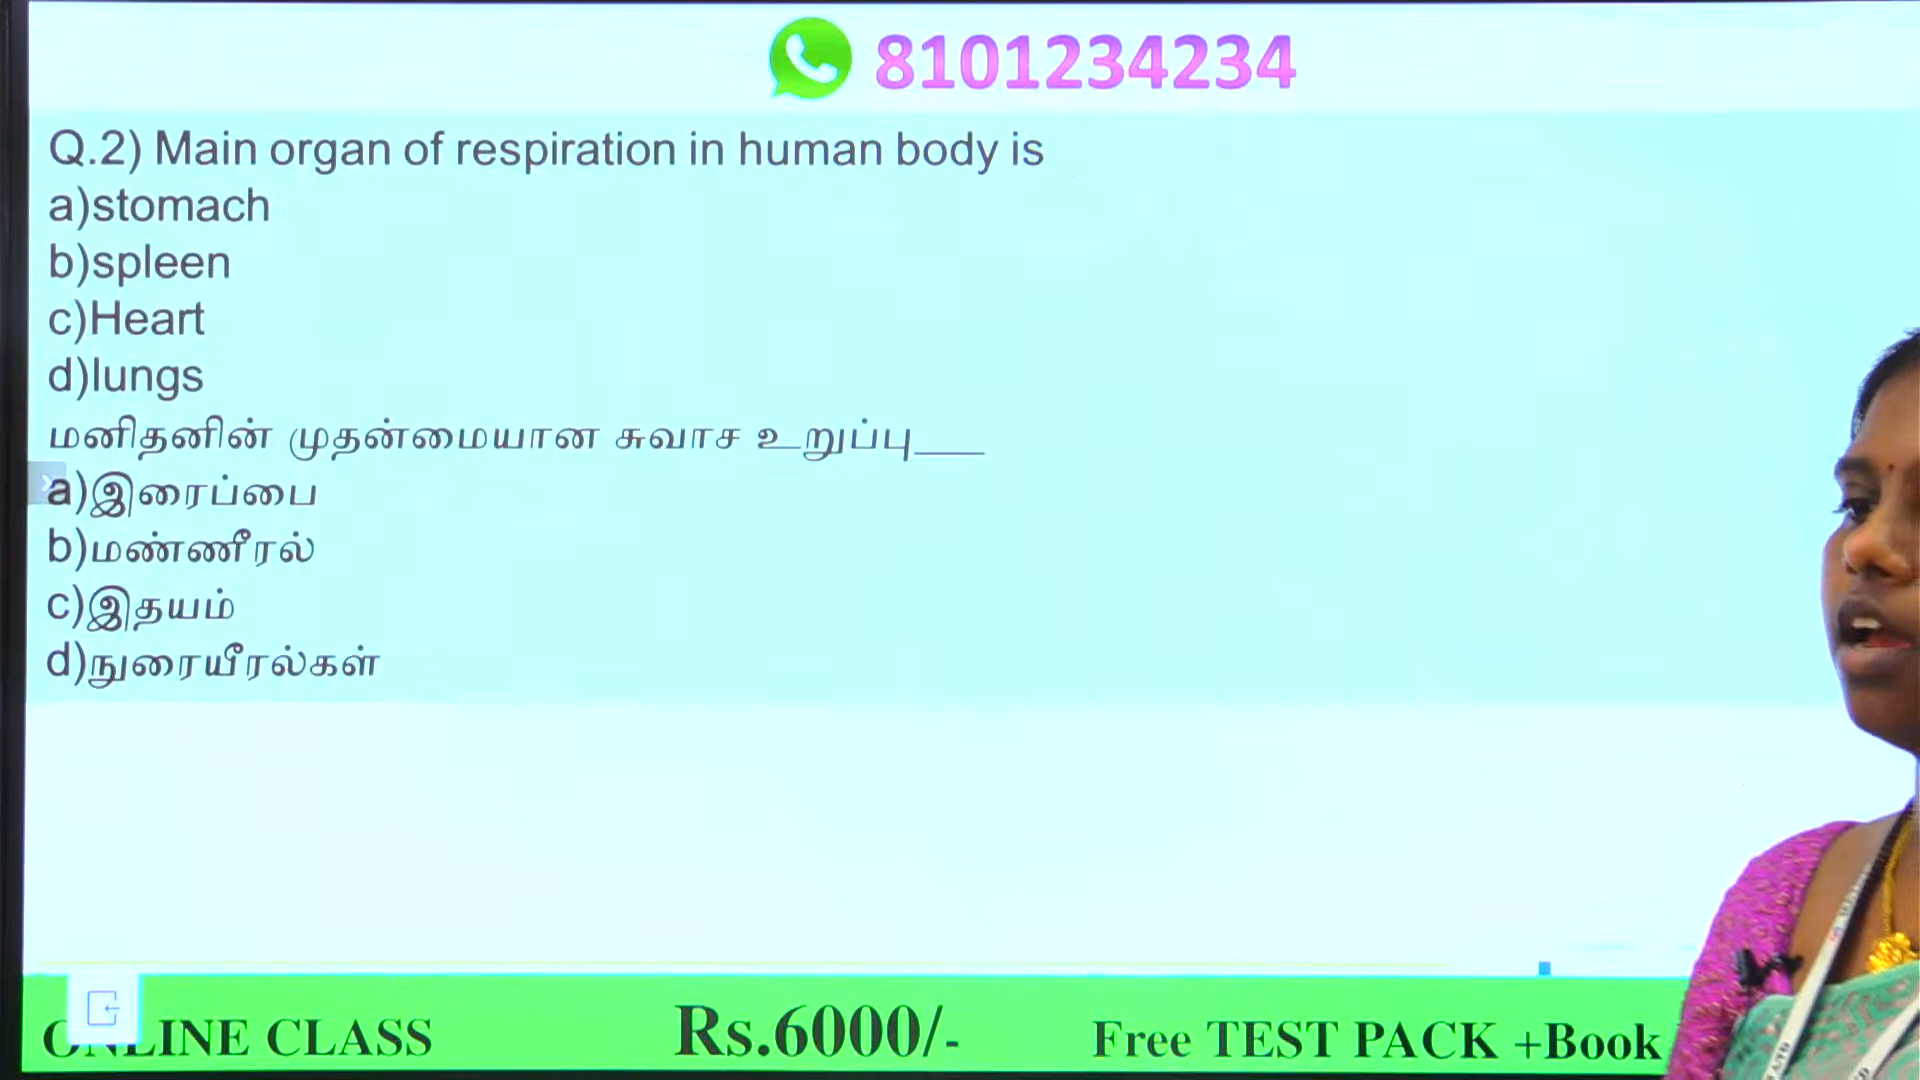 8101234234
Q.2) Main organ of respiration in human body is
a)stomach
b)spleen
c)Heart
d)lungs
மனிதனின் முதன்மையான சுவாச உறுப்பு___
a)இரைப்பை
b)மண்ணீரல்
c)இதயம்
d)நுரையீரல்கள்
ONLINE CLASS Rs.6000/- Free TEST PACK +Book